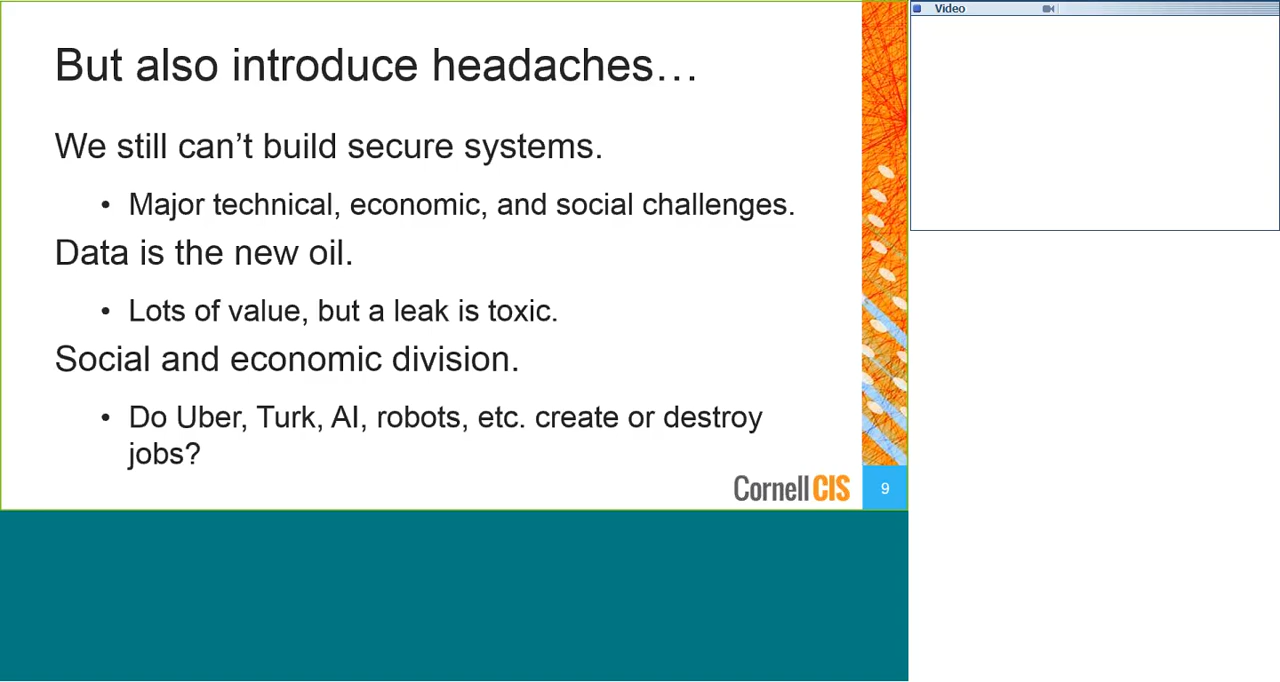 But also introduce headaches…
We still can’t build secure systems.
• Major technical, economic, and social challenges.
Data is the new oil.
• Lots of value, but a leak is toxic.
Social and economic division.
• Do Uber, Turk, AI, robots, etc. create or destroy
jobs?
Cornell CIS
9
Video